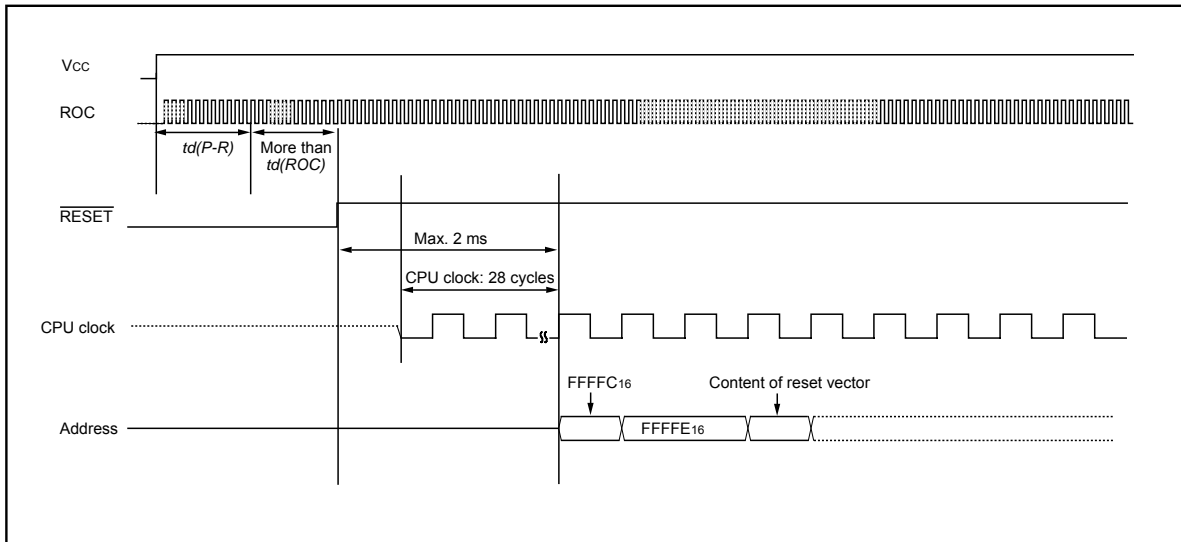 VCC
ROC
td(P-R)
More than
td(ROC)
RESET
Max. 2 ms
CPU clock: 28 cycles
CPU clock
FFFFC16
Content of reset vector
Address
FFFFE16